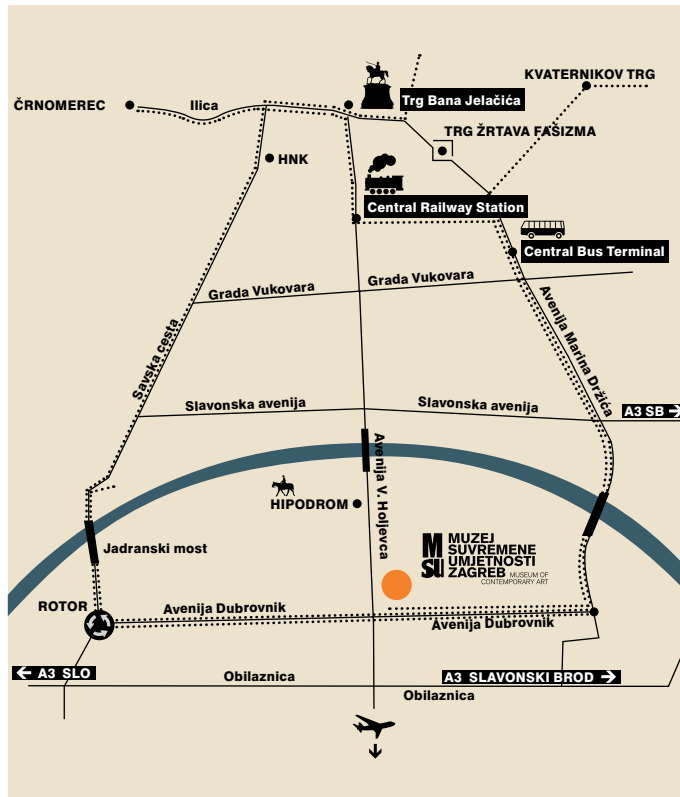 KVATERNIKOV TRG
ČRNOMEREC
Ilica
Trg Bana Jelačića
TRG ŽRTAVA FAŠIZMA
HNK
Central Railway Station
Central Bus Terminal
Grada Vukovara
Grada Vukovara
Avenija Marina Držića
Savska cesta
Slavonska avenija
Slavonska avenija
A3 SB →
Avenija V. Holjevca
HIPODROM
Jadranski most
M
SU
MUZEJ
SUVREMENE
UMJETNOSTI
ZAGREB MUSEUM OF
CONTEMPORARY ART
ROTOR
Avenija Dubrovnik
Avenija Dubrovnik
← A3 SLO
Obilaznica
A3 SLAVONSKI BROD →
Obilaznica